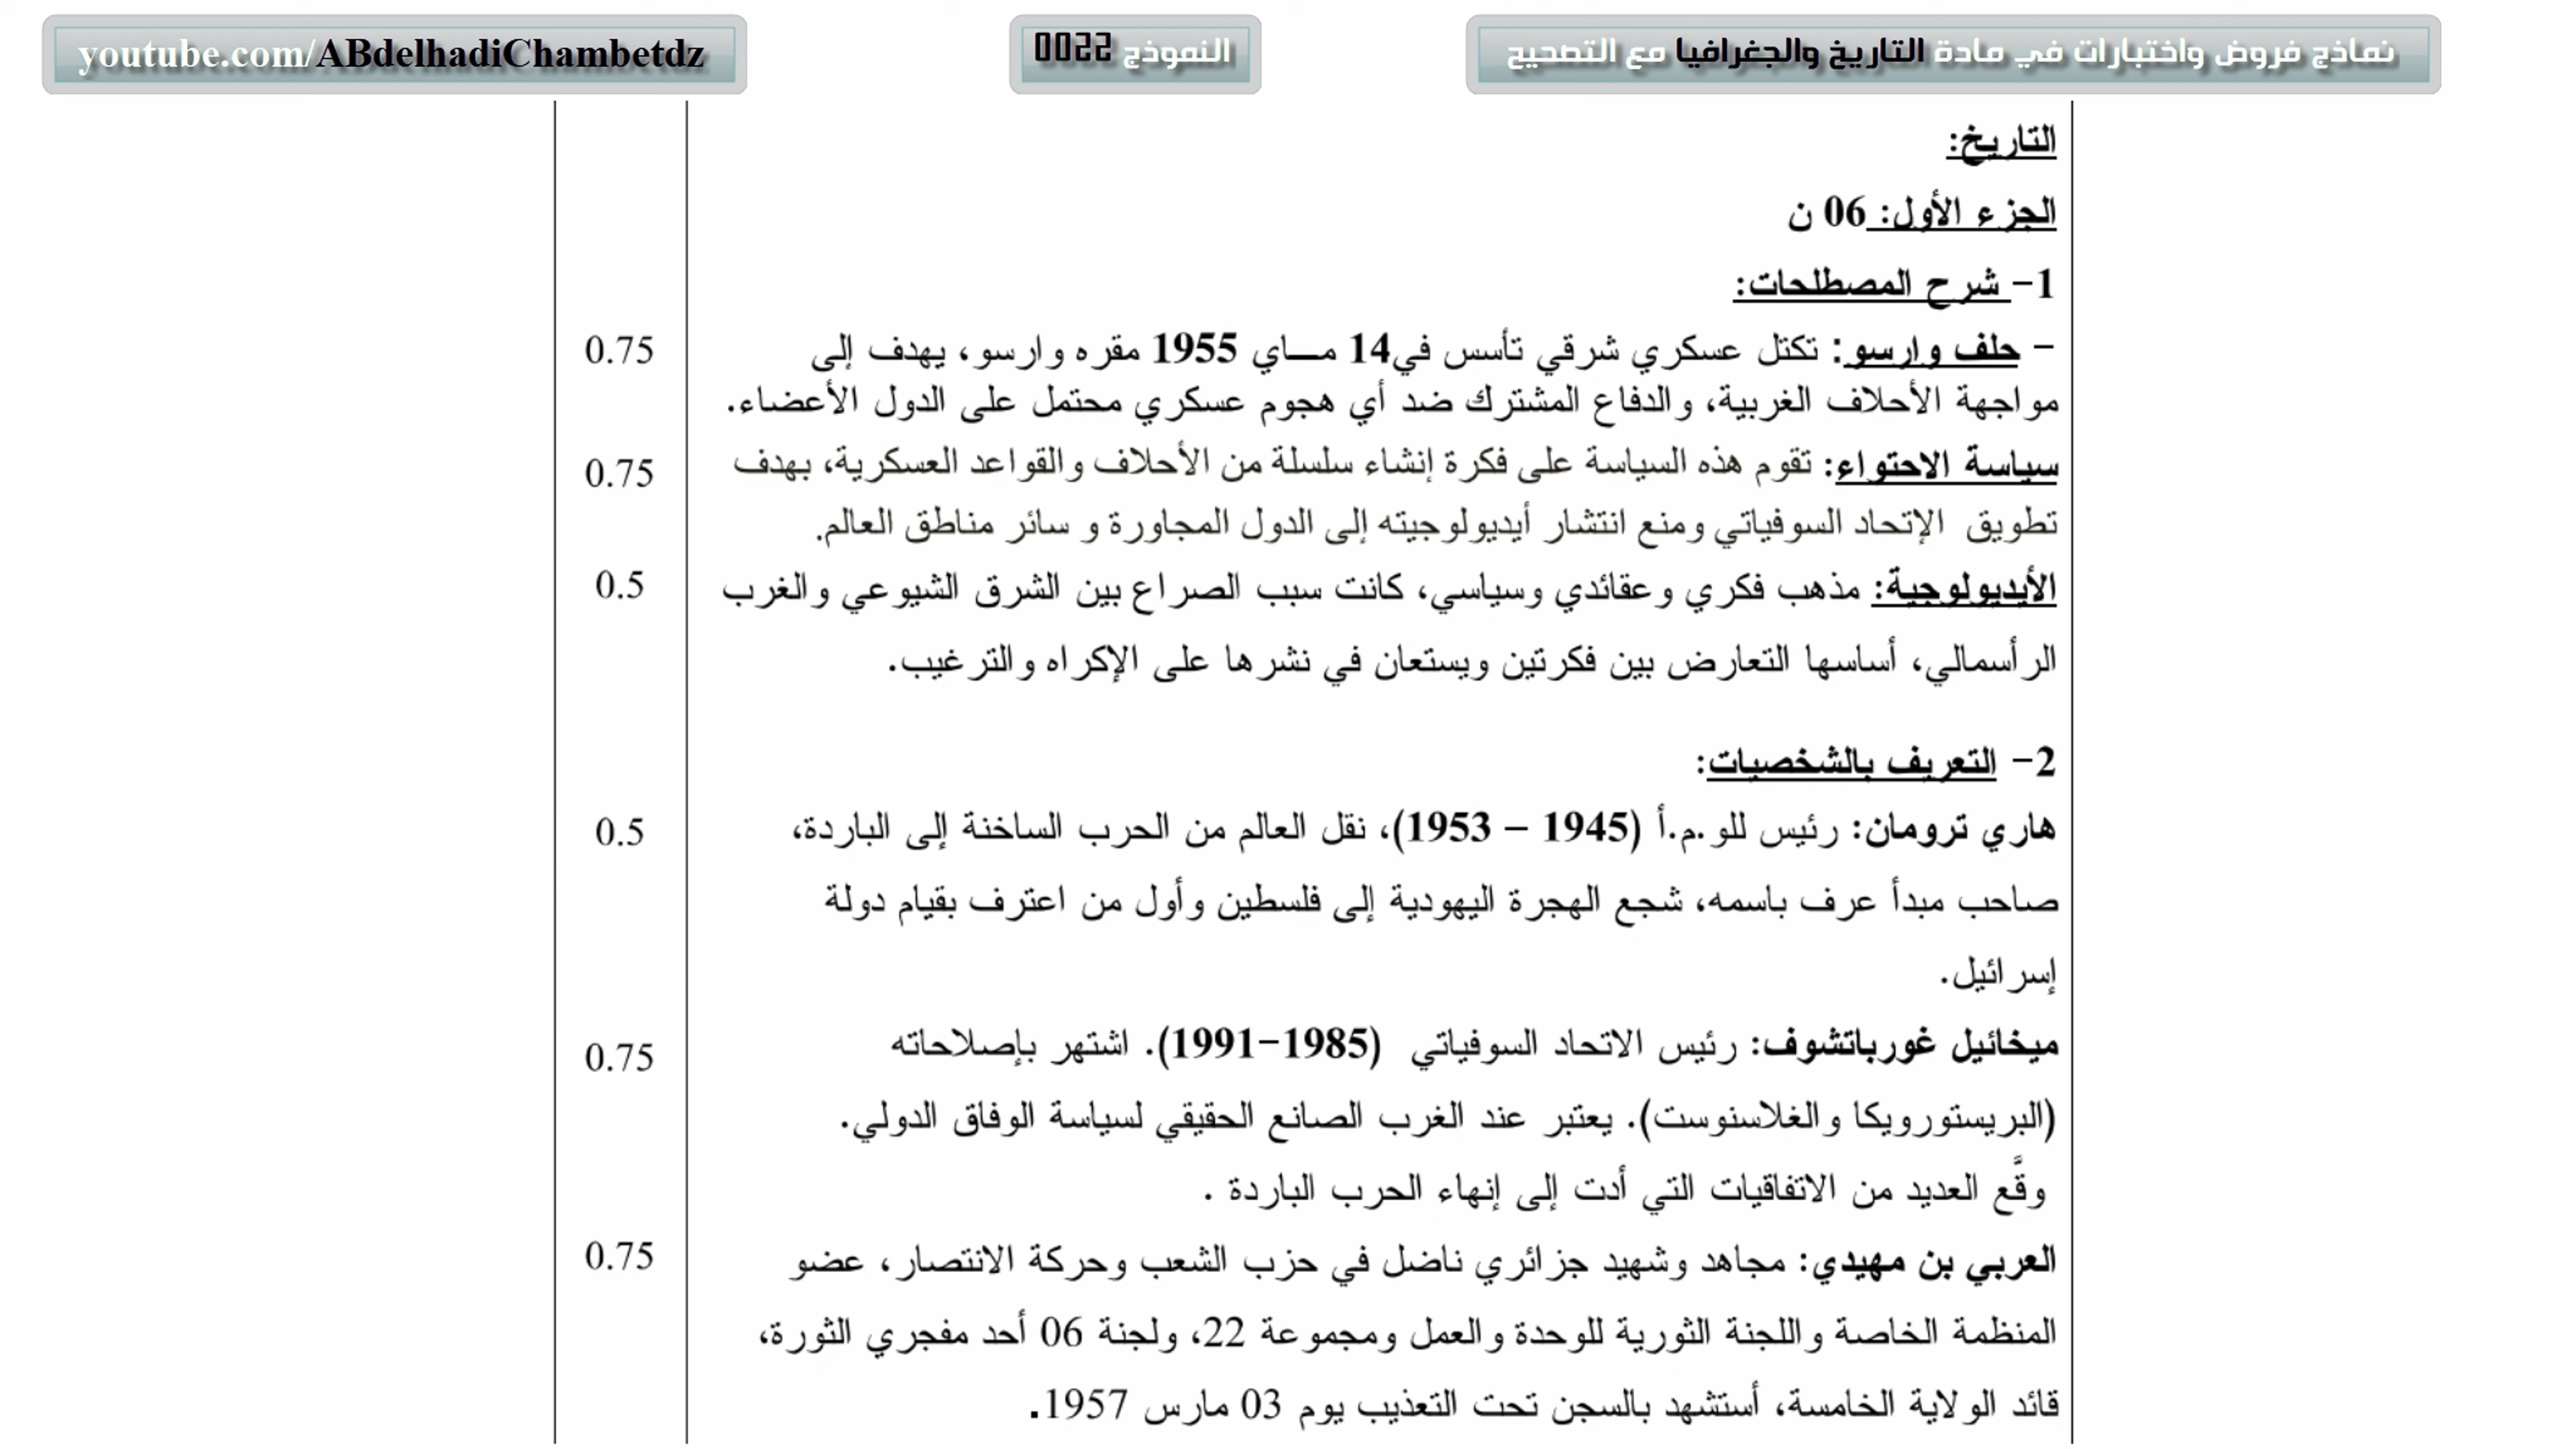 youtube.com/ABdelhadiChambetdz
النموذج 0022
نماذج فروض واختبارات في مادة التاريخ والجغرافيا مع التصحيح
التاريخ:
الجزء الأول: 06 ن
1- شرح المصطلحات:
- حلف وارسو: تكتل عسكري شرقي تأسس في14 مــاي 1955 مقره وارسو، يهدف إلى
0.75
مواجهة الأحلاف الغربية، والدفاع المشترك ضد أي هجوم عسكري محتمل على الدول الأعضاء.
سياسة الاحتواء: تقوم هذه السياسة على فكرة إنشاء سلسلة من الأحلاف والقواعد العسكرية، بهدف
0.75
تطويق الإتحاد السوفياتي ومنع انتشار أيديولوجيته إلى الدول المجاورة و سائر مناطق العالم.
الأيديولوجية: مذهب فكري وعقائدي وسياسي، كانت سبب الصراع بين الشرق الشيوعي والغرب
0.5
الرأسمالي، أساسها التعارض بين فكرتين ويستعان في نشرها على الإكراه والترغيب.
2- التعريف بالشخصيات:
هاري ترومان: رئيس للو.م.أ (1945 – 1953)، نقل العالم من الحرب الساخنة إلى الباردة،
0.5
صاحب مبدأ عرف باسمه، شجع الهجرة اليهودية إلى فلسطين وأول من اعترف بقيام دولة
إسرائيل.
ميخائيل غورباتشوف: رئيس الاتحاد السوفياتي (1985-1991). اشتهر بإصلاحاته
0.75
(البريستورويكا والغلاسنوست). يعتبر عند الغرب الصانع الحقيقي لسياسة الوفاق الدولي.
وقَّع العديد من الاتفاقيات التي أدت إلى إنهاء الحرب الباردة .
العربي بن مهيدي: مجاهد وشهيد جزائري ناضل في حزب الشعب وحركة الانتصار، عضو
0.75
المنظمة الخاصة واللجنة الثورية للوحدة والعمل ومجموعة 22، ولجنة 06 أحد مفجري الثورة،
قائد الولاية الخامسة، أستشهد بالسجن تحت التعذيب يوم 03 مارس 1957.